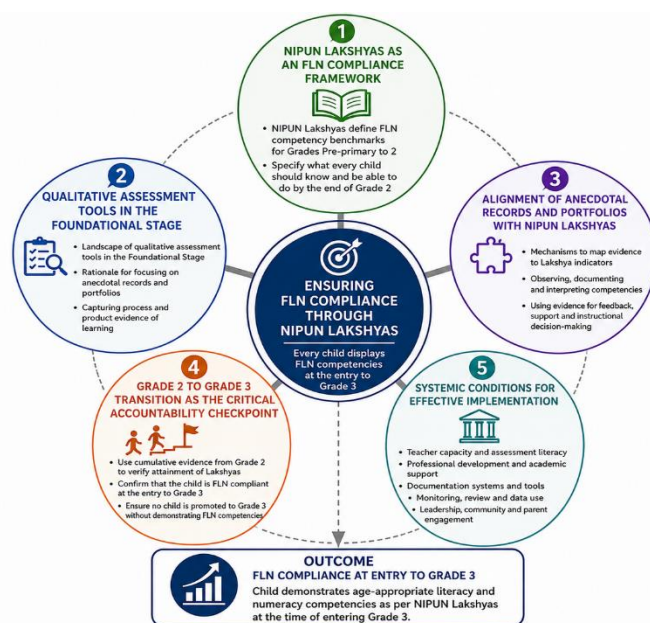 1
NIPUN LAKSHYAS AS
AN FLN COMPLIANCE
FRAMEWORK
• NIPUN Lakshyas define FLN
competency benchmarks
for Grades Pre-primary to 2
• Specify what every child
should know and be able to
do by the end of Grade 2
2
QUALITATIVE ASSESSMENT
TOOLS IN THE
FOUNDATIONAL STAGE
• Landscape of qualitative assessment
tools in the Foundational Stage
• Rationale for focusing on
anecdotal records and
portfolios
• Capturing process and
product evidence of
learning
3
ALIGNMENT OF ANECDOTAL
RECORDS AND PORTFOLIOS
WITH NIPUN LAKSHYAS
• Mechanisms to map evidence to
Lakshya indicators
• Observing, documenting
and interpreting competencies
• Using evidence for feedback,
support and instructional
decision-making
ENSURING
FLN COMPLIANCE
THROUGH
NIPUN LAKSHYAS
Every child displays
FLN competencies
at the entry to
Grade 3
4
GRADE 2 TO GRADE 3
TRANSITION AS THE CRITICAL
ACCOUNTABILITY CHECKPOINT
• Use cumulative evidence from Grade 2
to verify attainment of Lakshyas
• Confirm that the child is FLN compliant
at the entry to Grade 3
• Ensure no child is promoted to Grade 3
without demonstrating FLN competencies
5
SYSTEMIC CONDITIONS FOR
EFFECTIVE IMPLEMENTATION
• Teacher capacity and assessment literacy
• Professional development and academic
support
• Documentation systems and tools
• Monitoring, review and data use
• Leadership, community and parent
engagement
OUTCOME
FLN COMPLIANCE AT ENTRY TO GRADE 3
Child demonstrates age-appropriate literacy and
numeracy competencies as per NIPUN Lakshyas
at the time of entering Grade 3.